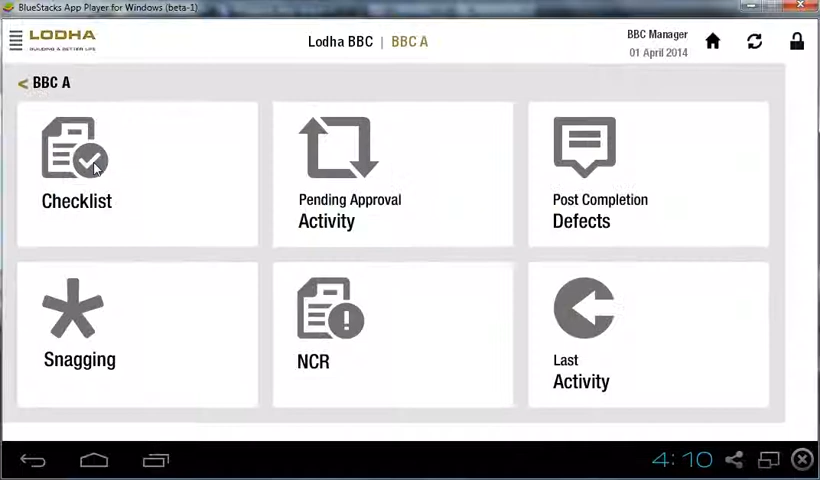 BlueStacks App Player for Windows (beta-1)
LODHA
BUILDING A BETTER LIFE
Lodha BBC | BBC A
BBC Manager
01 April 2014
< BBC A
Checklist
Pending Approval
Activity
Post Completion
Defects
Snagging
NCR
Last
Activity
4:10